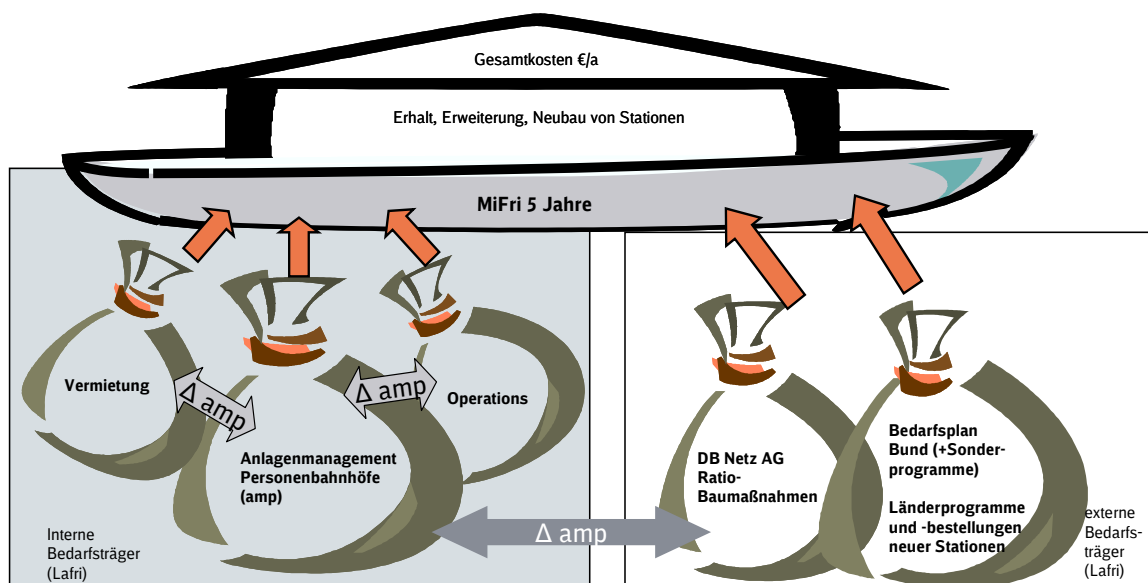 Gesamtkosten €/a
Erhalt, Erweiterung, Neubau von Stationen
MiFri 5 Jahre
Vermietung
Δ amp
Δ amp
Operations
Anlagenmanagement
Personenbahnhöfe
(amp)
Interne
Bedarfsträger
(Lafri)
Δ amp
DB Netz AG
Ratio-
Baumaßnahmen
Bedarfsplan
Bund (+Sonder-
programme)
Länderprogramme
und -bestellungen
neuer Stationen
externe
Bedarfs-
träger
(Lafri)